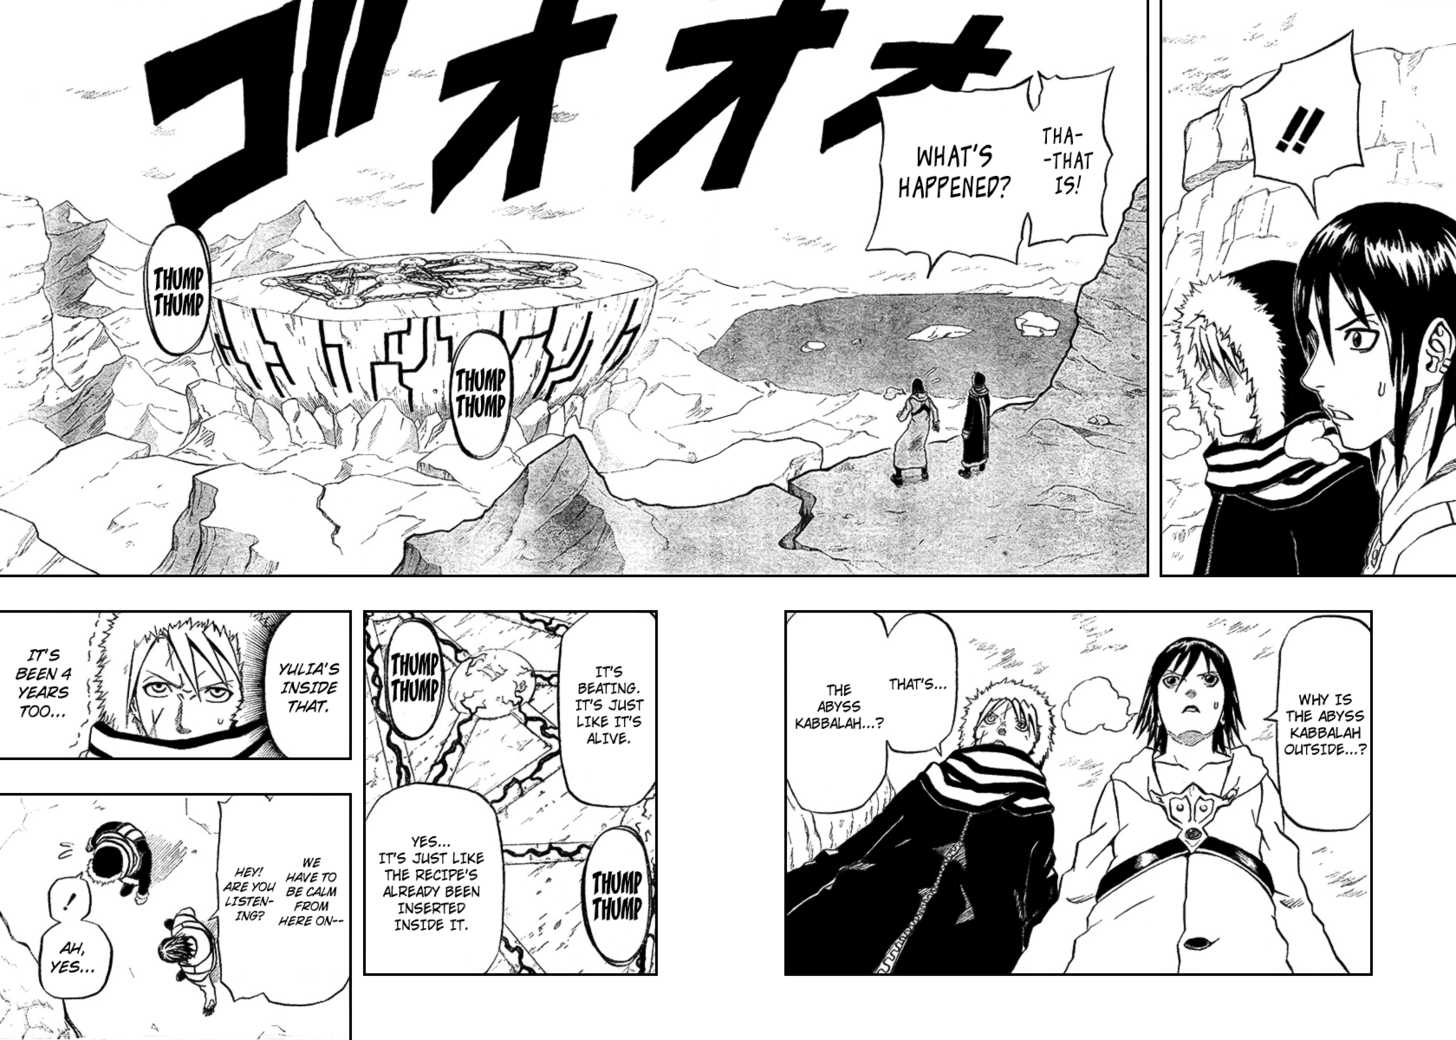 !!
THA-
-THAT
IS!
WHAT'S
HAPPENED?
ゴオオオ
THUMP
THUMP
THUMP
THUMP
WHY IS
THE ABYSS
KABBALAH
OUTSIDE...?
THAT'S...
THE
ABYSS
KABBALAH...?
IT'S
BEATING.
IT'S JUST
LIKE IT'S
ALIVE.
THUMP
THUMP
YES...
IT'S JUST LIKE
THE RECIPE'S
ALREADY BEEN
INSERTED
INSIDE IT.
THUMP
THUMP
YULIA'S
INSIDE
THAT.
IT'S
BEEN 4
YEARS
TOO...
WE
HAVE TO
BE CALM
FROM
HERE ON--
HEY!
ARE YOU
LISTEN-
ING?
!
AH,
YES...